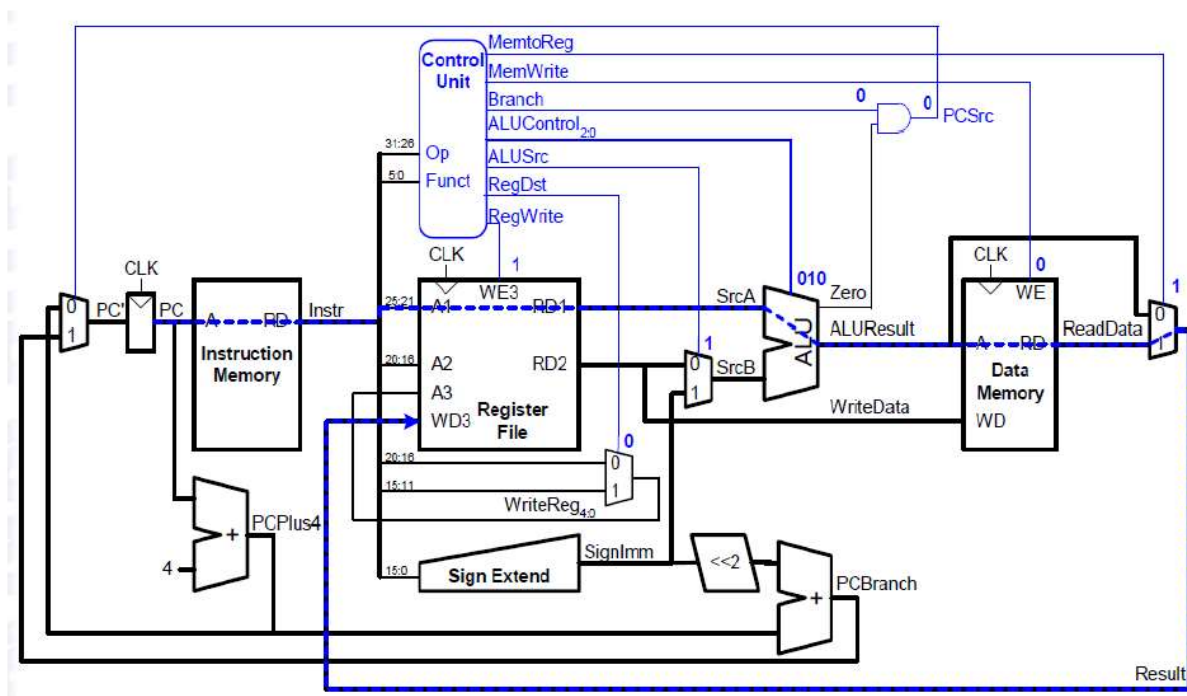 MemtoReg
Control Unit
MemWrite
Branch
0
0
PCSrc
ALUControl2:0
31:26
Op
ALUSrc
5:0
Funct
RegDst
RegWrite
CLK
CLK
1
010
CLK
0
1
0
1
PC'
PC
A
RD
Instr
Instruction Memory
25:21
A1
WE3
RD1
SrcA
ALU
Zero
ALUResult
WE
A
RD
Data Memory
WD
ReadData
0
1
20:16
A2
RD2
1
0
1
SrcB
A3
WD3
Register File
WriteData
20:16
15:11
0
0
1
WriteReg4:0
PCPlus4
+
4
15:0
Sign Extend
SignImm
<<2
+
PCBranch
Result